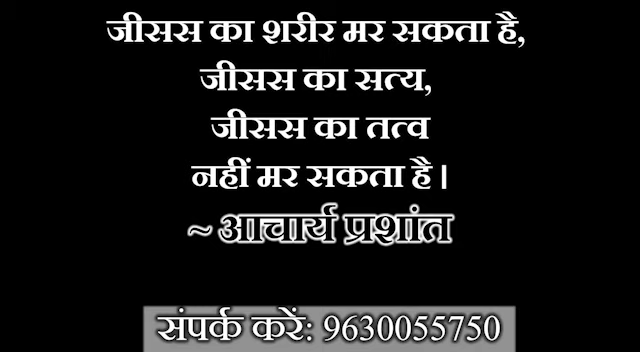 जीसस का शरीर मर सकता है,
जीसस का सत्य,
जीसस का तत्व
नहीं मर सकता है।
~ आचार्य प्रशांत
संपर्क करें: 9630055750